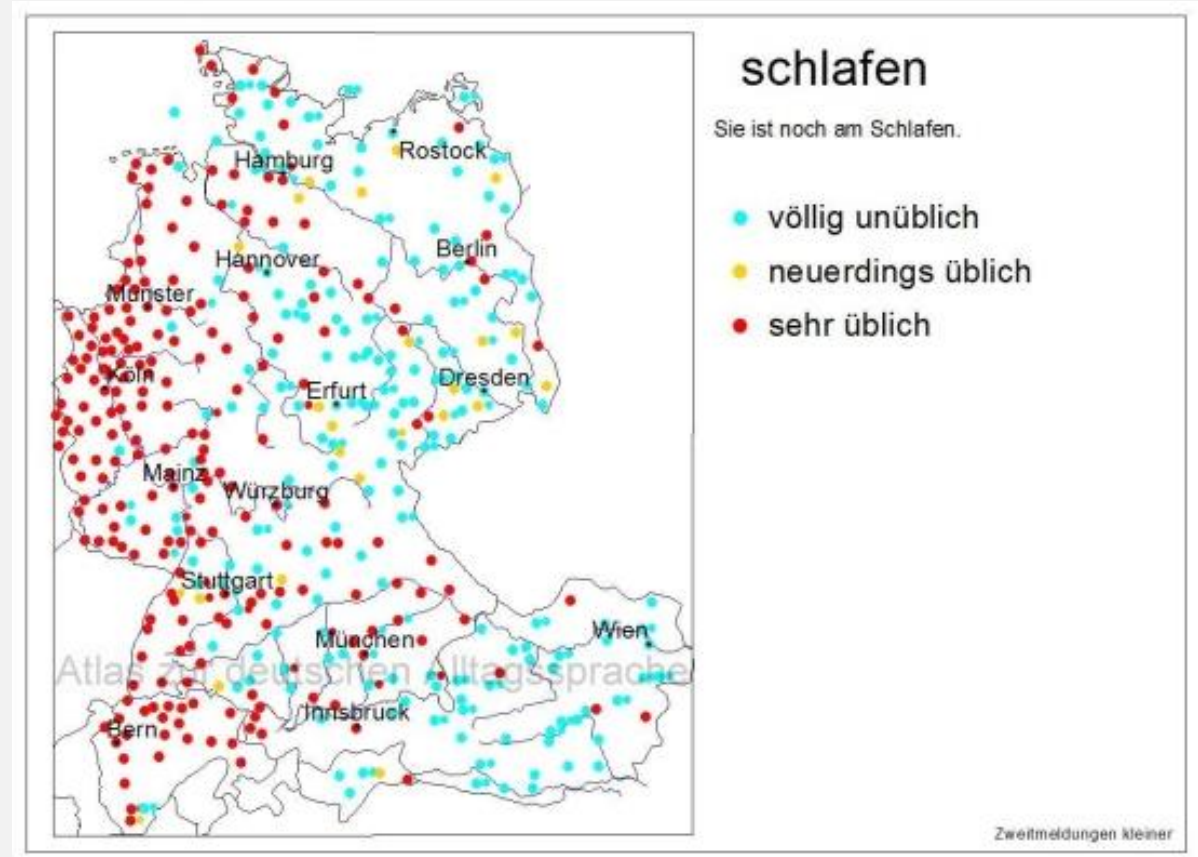 schlafen
Sie ist noch am Schlafen.
völlig unüblich
neuerdings üblich
sehr üblich
Rostock
Hamburg
Berlin
Hannover
Münster
Köln
Erfurt
Dresden
Mainz
Würzburg
Stuttgart
Wien
München
Atlas zur deutschen Alltagssprache
Innsbruck
Bern
Zweitmeldungen kleiner